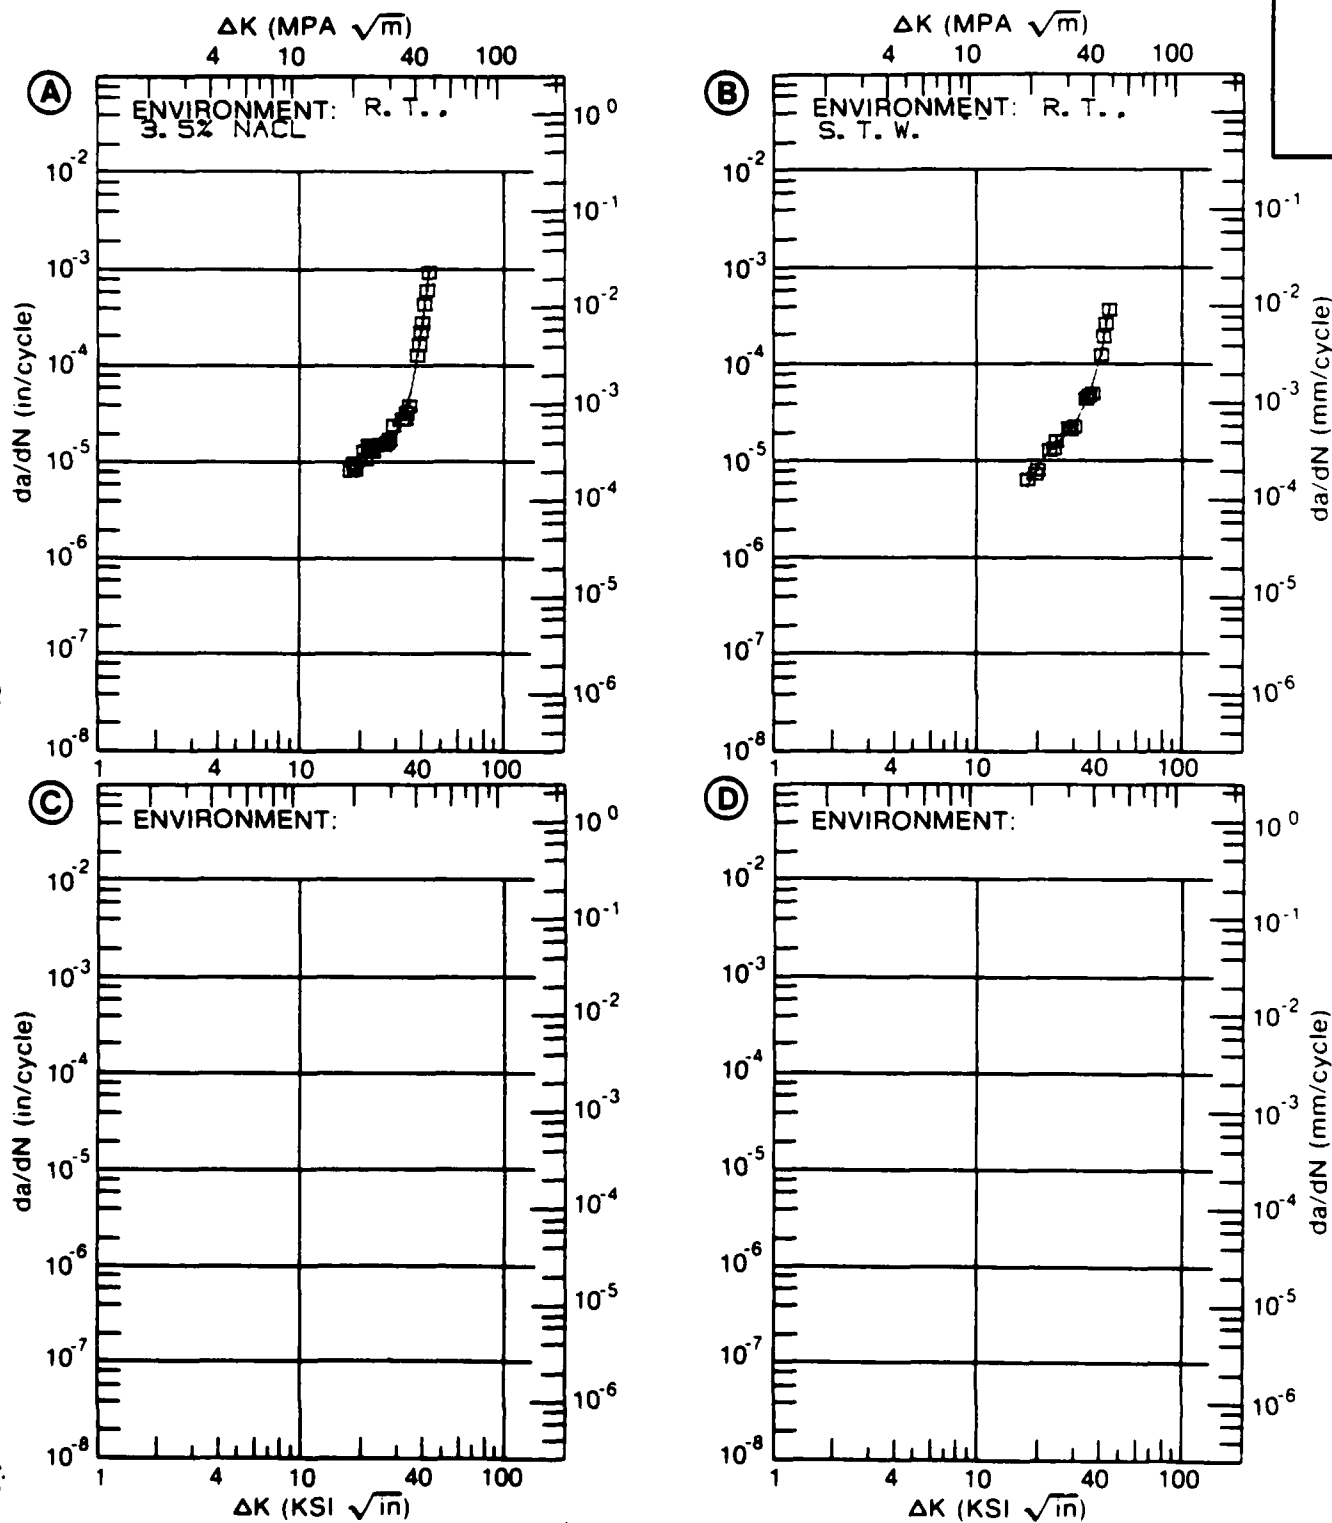 ΔK (MPA √m)
4 10 40 100
A
ENVIRONMENT: R. T. ,
3. 5% NACL
10^0
10^-1
10^-2
10^-3
10^-4
10^-5
10^-6
10^-2
10^-3
10^-4
10^-5
10^-6
10^-7
10^-8
da/dN (in/cycle)
1 4 10 40 100
ΔK (MPA √m)
4 10 40 100
B
ENVIRONMENT: R. T. ,
S. T. W.
10^-2
10^-3
10^-4
10^-5
10^-6
10^-7
10^-8
10^-1
10^-2
10^-3
10^-4
10^-5
10^-6
da/dN (mm/cycle)
1 4 10 40 100
C
ENVIRONMENT:
10^0
10^-1
10^-2
10^-3
10^-4
10^-5
10^-6
10^-2
10^-3
10^-4
10^-5
10^-6
10^-7
10^-8
da/dN (in/cycle)
1 4 10 40 100
ΔK (KSI √in)
D
ENVIRONMENT:
10^0
10^-1
10^-2
10^-3
10^-4
10^-5
10^-6
10^-2
10^-3
10^-4
10^-5
10^-6
10^-7
10^-8
da/dN (mm/cycle)
1 4 10 40 100
ΔK (KSI √in)